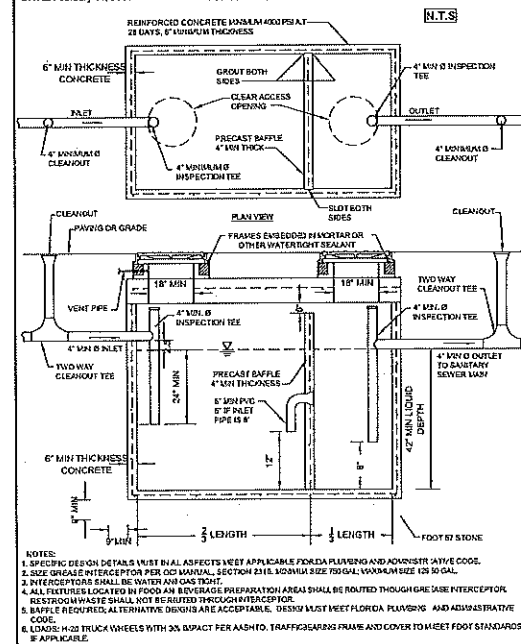 N.T.S
REINFORCED CONCRETE MINIMUM 4000 PSI AT
28 DAYS, 6" MINIMUM THICKNESS
6" MIN THICKNESS
CONCRETE
GROUT BOTH
SIDES
4" MIN Ø INSPECTION
TEE
CLEAR ACCESS
OPENING
INLET
OUTLET
4" MINIMUM Ø
CLEANOUT
4" MINIMUM Ø
INSPECTION TEE
PRECAST BAFFLE
4" MIN THICK
4" MIN Ø
CLEANOUT
SLOT BOTH
SIDES
PLAN VIEW
CLEANOUT
PAVING OR GRADE
FRAMES EMBEDDED IN MORTAR OR
OTHER WATERTIGHT SEALANT
CLEANOUT
18" MIN
18" MIN
VENT PIPE
4" MIN. Ø
INSPECTION TEE
6"
4" MIN. Ø
INSPECTION TEE
TWO WAY
CLEANOUT TEE
4" MIN Ø INLET
TWO WAY
CLEANOUT TEE
24" MIN
PRECAST BAFFLE
4" MIN THICKNESS
4" MIN Ø OUTLET
TO SANITARY
SEWER MAIN
6" MIN PVC
IF INLET
PIPE IS
42" MIN LIQUID
DEPTH
6" MIN THICKNESS
CONCRETE
12"
8"
MIN
9" MIN
2/3 LENGTH
1/3 LENGTH
FDOT 57 STONE
NOTES:
1. SPECIFIC DESIGN DETAILS MUST IN ALL ASPECTS MEET APPLICABLE FLORIDA PLUMBING AND ADMINISTRATIVE CODE.
2. SIZE GREASE INTERCEPTOR PER MANUAL, SECTION MINIMUM SIZE 750 GAL; MAXIMUM SIZE 1250 GAL.
3. INTERCEPTORS SHALL BE WATER AND GAS TIGHT.
4. ALL FIXTURES LOCATED IN FOOD AN BEVERAGE PREPARATION AREAS SHALL BE ROUTED THOUGH GREASE INTERCEPTOR.
RESTROOM WASTE SHALL NOT BE ROUTED THROUGH INTERCEPTOR.
5. BAFFLE REQUIRED; ALTERNATIVE DESIGNS ARE ACCEPTABLE. DESIGN MUST MEET FLORIDA PLUMBING AND ADMINISTRATIVE
CODE.
6. LOADS: H-20 TRUCK WHEELS WITH 30% IMPACT PER AASHTO. TRAFFIC BEARING FRAME AND COVER TO MEET FDOT STANDARDS
IF APPLICABLE.